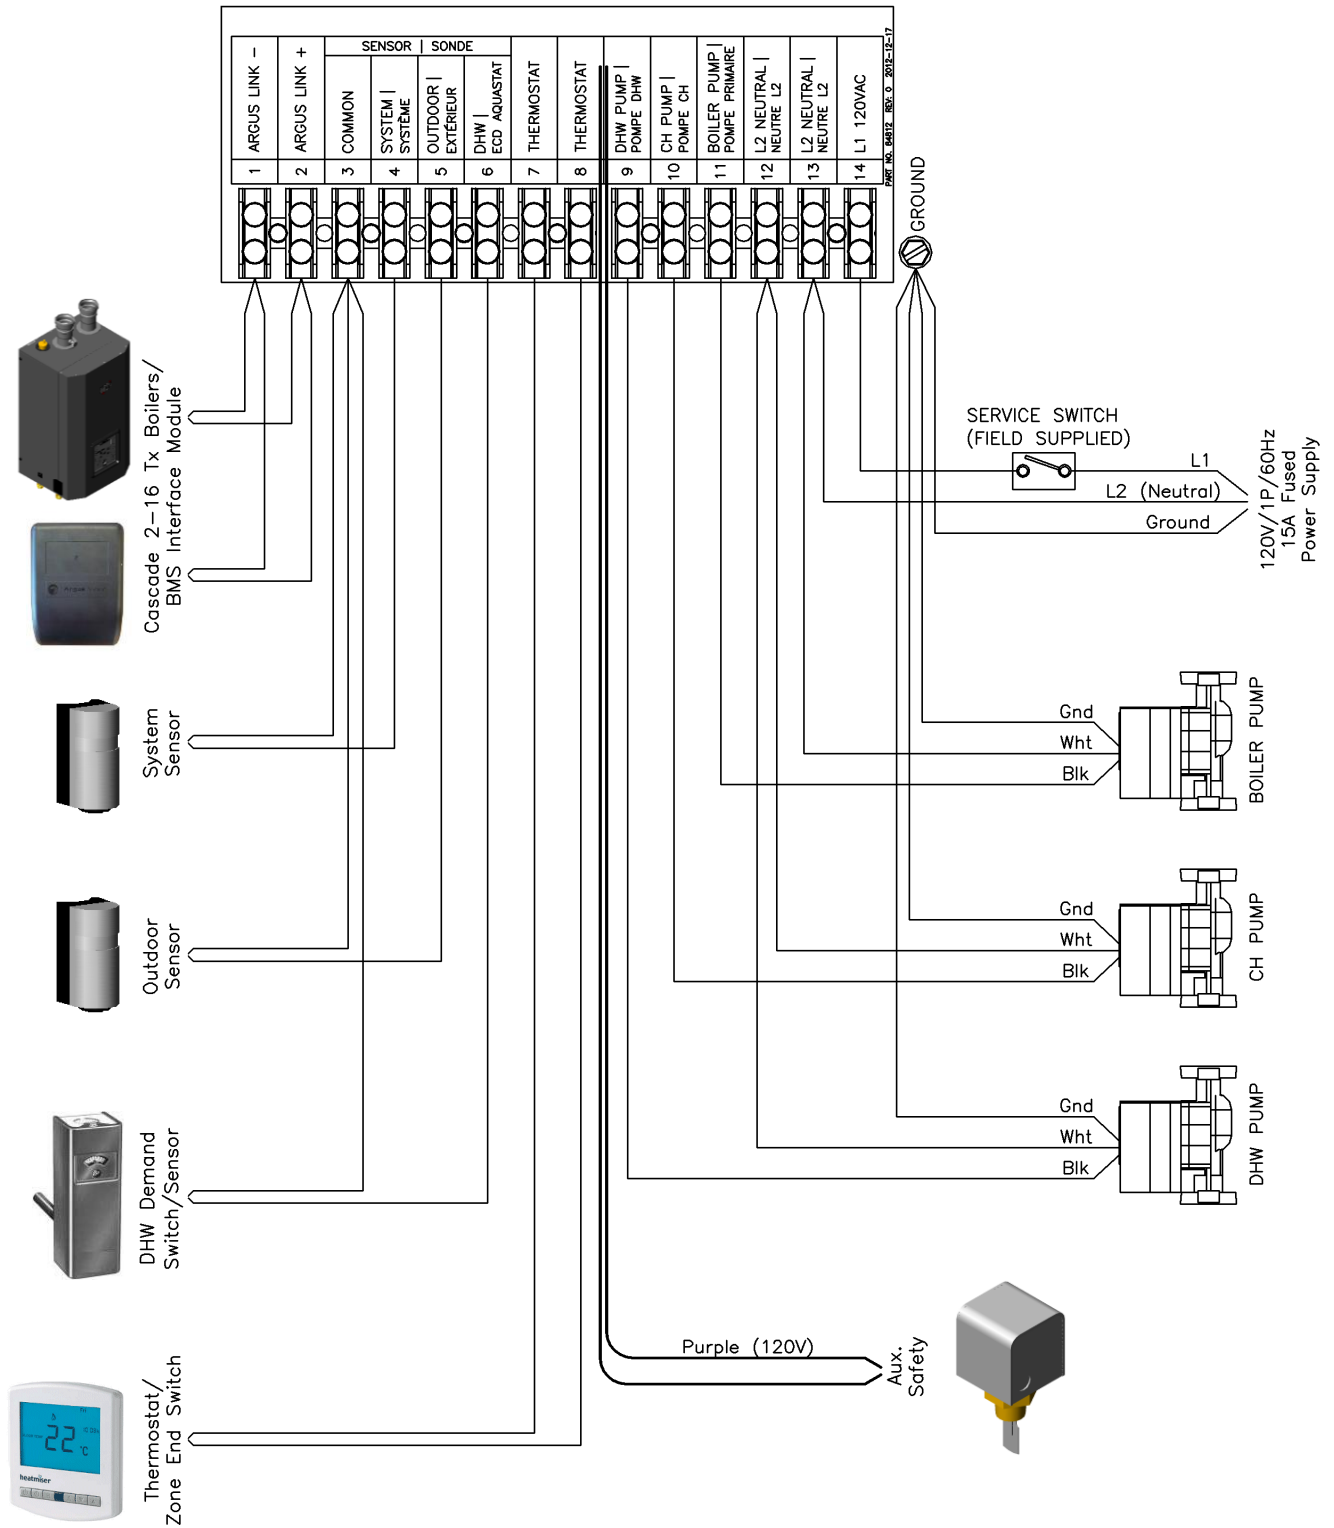 SENSOR | SONDE
ARGUS LINK –
ARGUS LINK +
COMMON
SYSTEM |
SYSTÈME
OUTDOOR |
EXTÉRIEUR
DHW |
ECD AQUASTAT
THERMOSTAT
THERMOSTAT
DHW PUMP |
POMPE DHW
CH PUMP |
POMPE CH
BOILER PUMP |
POMPE PRIMAIRE
L2 NEUTRAL |
NEUTRE L2
L2 NEUTRAL |
NEUTRE L2
L1 120VAC
1 2 3 4 5 6 7 8 9 10 11 12 13 14
PART NO. 84812 REV. 0 2012-12-17
GROUND
Cascade 2–16 Tx Boilers/
BMS Interface Module
SERVICE SWITCH
(FIELD SUPPLIED)
L1
L2 (Neutral)
Ground
120V/1P/60Hz
15A Fused
Power Supply
System
Sensor
Gnd
Wht
Blk
BOILER PUMP
Outdoor
Sensor
Gnd
Wht
Blk
CH PUMP
DHW Demand
Switch/Sensor
Gnd
Wht
Blk
DHW PUMP
Purple (120V)
Aux.
Safety
Thermostat/
Zone End Switch
22 °C
heatmiser